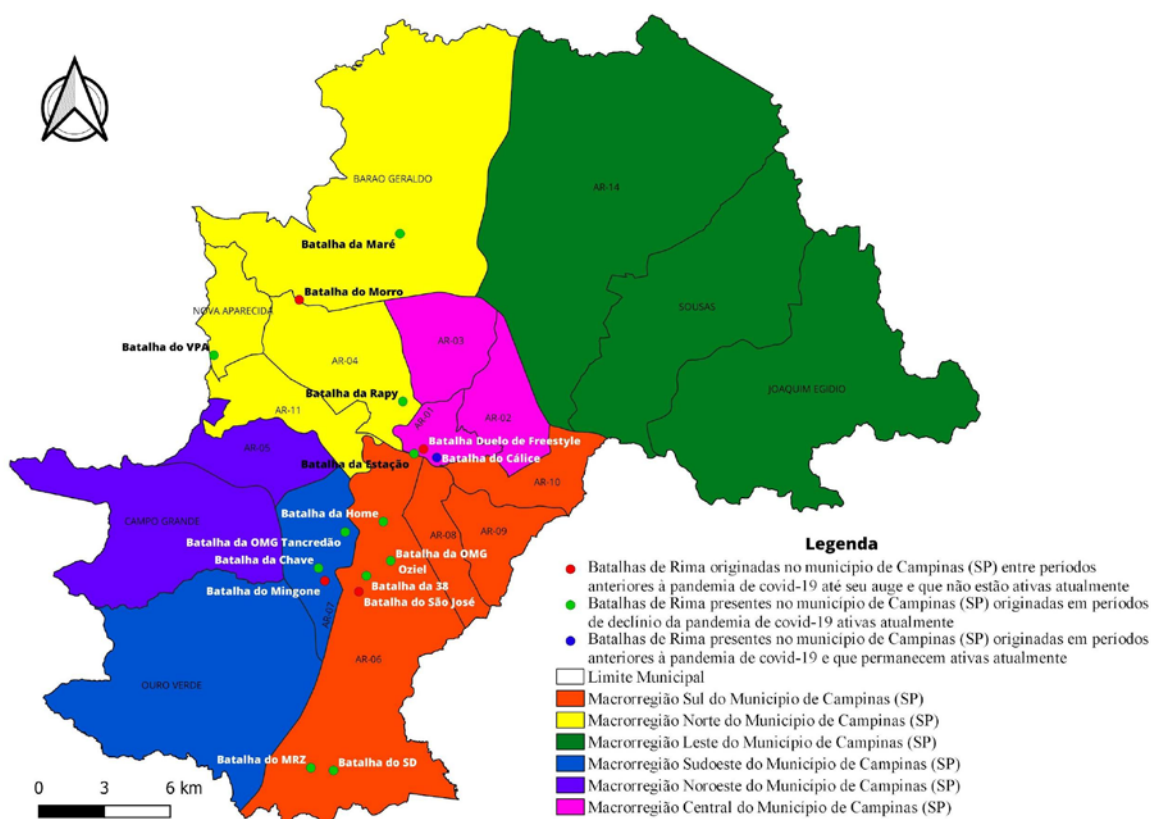 BARAO GERALDO
AR-14
Batalha da Maré
Batalha do Morro
NOVA APARECIDA
SOUSAS
AR-03
Batalha do VPA
AR-04
JOAQUIM EGIDIO
Batalha da Rapy
AR-11
AR-01
AR-02
Batalha Duelo de Freestyle
AR-05
Batalha da Estação
Batalha do Cálice
AR-10
CAMPO GRANDE
Batalha da Home
AR-08
AR-09
Batalha da OMG Tancredão
Batalha da Chave
Batalha da OMG
Oziel
Batalha do Mingone
Batalha da 38
AR-07
Batalha do São José
AR-06
OURO VERDE
Batalha do MRZ
Batalha do SD
0 3 6 km
Legenda
Batalhas de Rima originadas no município de Campinas (SP) entre períodos
anteriores à pandemia de covid-19 até seu auge e que não estão ativas atualmente
Batalhas de Rima presentes no município de Campinas (SP) originadas em períodos
de declínio da pandemia de covid-19 ativas atualmente
Batalhas de Rima presentes no município de Campinas (SP) originadas em períodos
anteriores à pandemia de covid-19 e que permanecem ativas atualmente
Limite Municipal
Macrorregião Sul do Município de Campinas (SP)
Macrorregião Norte do Município de Campinas (SP)
Macrorregião Leste do Município de Campinas (SP)
Macrorregião Sudoeste do Município de Campinas (SP)
Macrorregião Noroeste do Município de Campinas (SP)
Macrorregião Central do Município de Campinas (SP)